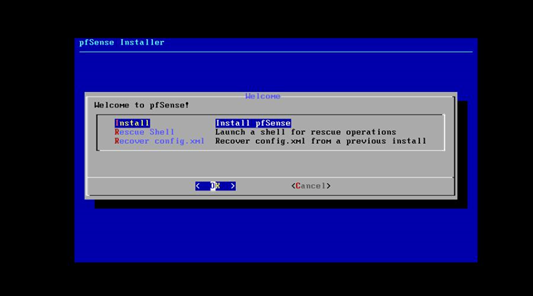 pfSense Installer
Welcome
Welcome to pfSense!
Install Install pfSense
Rescue Shell Launch a shell for rescue operations
Recover config.xml Recover config.xml from a previous install
< OK > <Cancel>